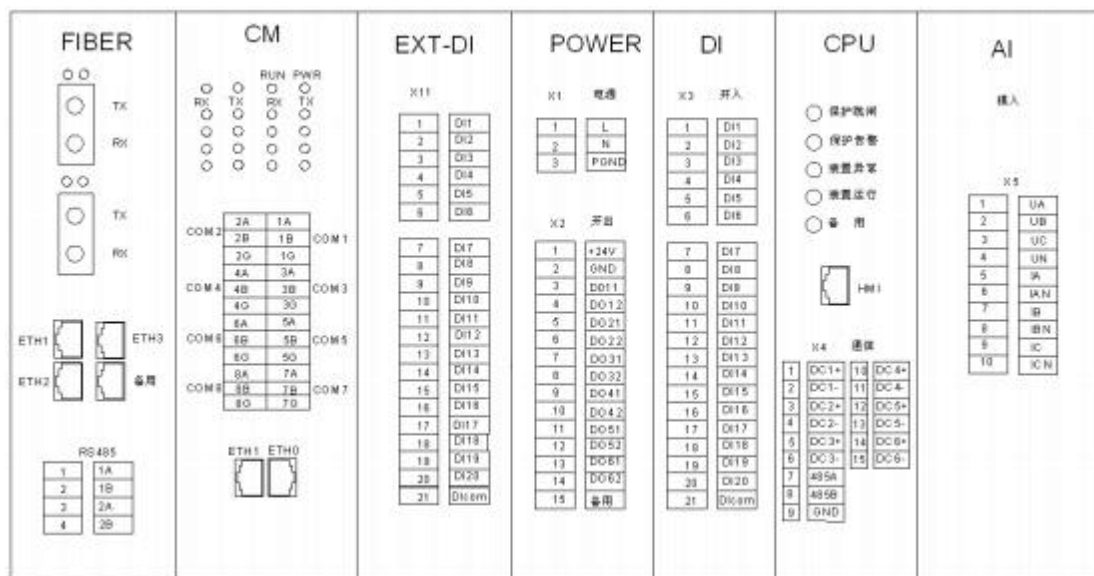 FIBER
TX
RX
TX
RX
ETH1
ETH3
ETH2
备用
RS485
1 1A
2 1B
3 2A
4 2B
CM
RUN PWR
RX TX RX TX
2A 1A
COM2 2B 1B COM1
2G 1G
4A 3A
COM4 4B 3B COM3
4G 3G
6A 5A
COM6 6B 5B COM5
6G 5G
8A 7A
COM8 8B 7B COM7
8G 7G
ETH1 ETH0
EXT-DI
X11
1 DI1
2 DI2
3 DI3
4 DI4
5 DI5
6 DI6
7 DI7
8 DI8
9 DI9
10 DI10
11 DI11
12 DI12
13 DI13
14 DI14
15 DI15
16 DI16
17 DI17
18 DI18
19 DI19
20 DI20
21 DIcom
POWER
X1 电源
1 L
2 N
3 PGND
X2 开出
1 +24V
2 GND
3 DO11
4 DO12
5 DO21
6 DO22
7 DO31
8 DO32
9 DO41
10 DO42
11 DO51
12 DO52
13 DO61
14 DO62
15 备用
DI
X3 开入
1 DI1
2 DI2
3 DI3
4 DI4
5 DI5
6 DI6
7 DI7
8 DI8
9 DI9
10 DI10
11 DI11
12 DI12
13 DI13
14 DI14
15 DI15
16 DI16
17 DI17
18 DI18
19 DI19
20 DI20
21 DIcom
CPU
保护跳闸
保护告警
装置异常
装置运行
备 用
HMI
X4
1 DC1+ 10 DC4+
2 DC1- 11 DC4-
3 DC2+ 12 DC5+
4 DC2- 13 DC5-
5 DC3+ 14 DC6+
6 DC3- 15 DC6-
7 485A
8 485B
9 GND
AI
模入
X5
1 UA
2 UB
3 UC
4 UN
5 IA
6 IAN
7 IB
8 IBN
9 IC
10 ICN